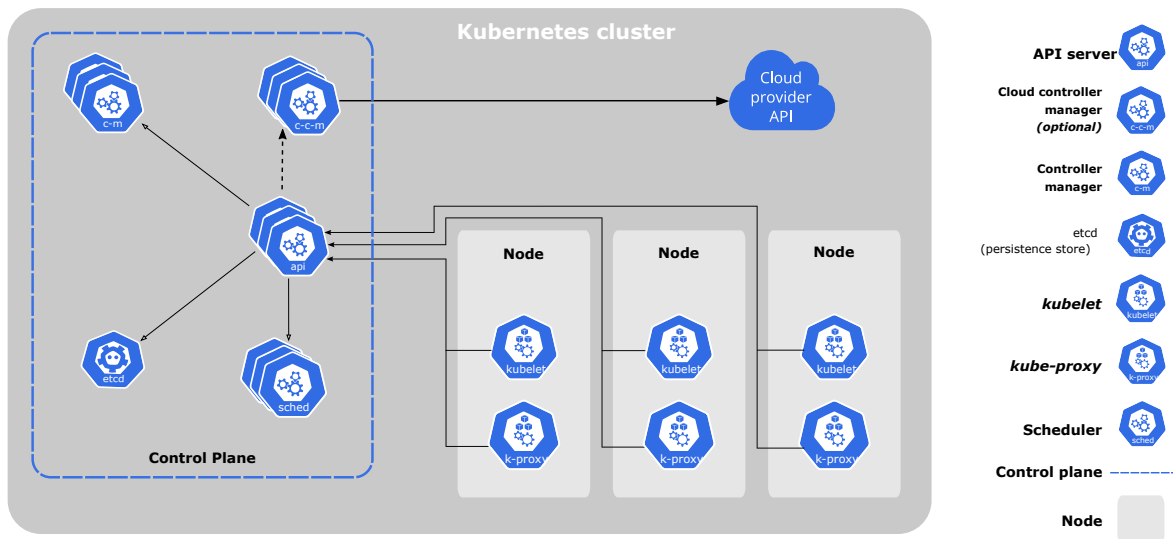 Kubernetes cluster
c-m
c-c-m
Cloud
provider
API
api
etcd
sched
Control Plane
Node
Node
Node
kubelet
kubelet
kubelet
k-proxy
k-proxy
k-proxy
API server
api
Cloud controller
manager
(optional)
c-c-m
Controller
manager
c-m
etcd
(persistence store)
etcd
kubelet
kubelet
kube-proxy
k-proxy
Scheduler
sched
Control plane
Node